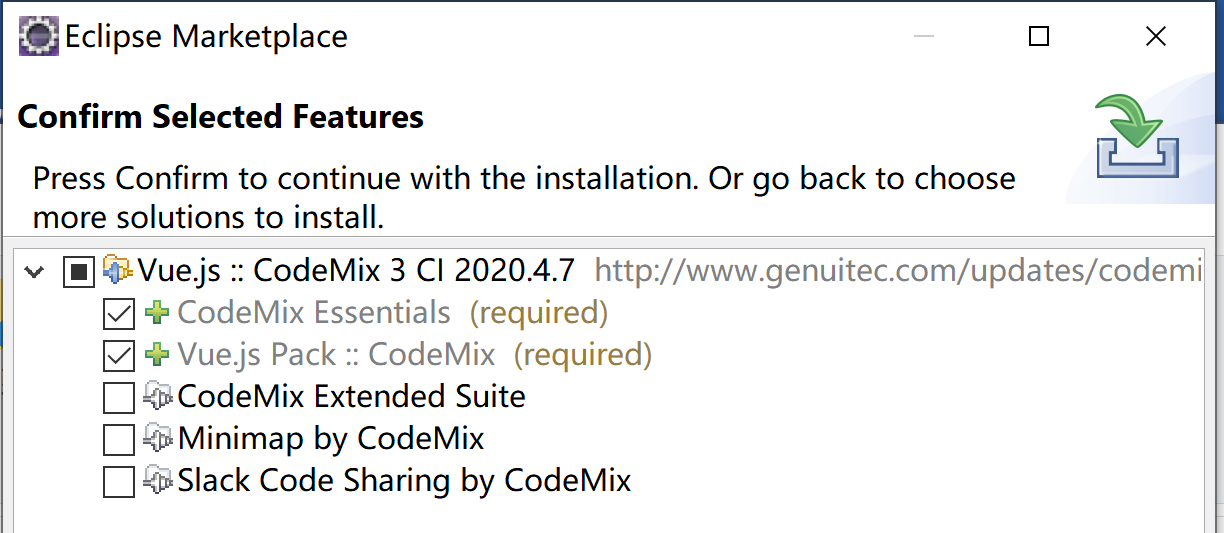 Eclipse Marketplace
Confirm Selected Features
Press Confirm to continue with the installation. Or go back to choose
more solutions to install.
Vue.js :: CodeMix 3 CI 2020.4.7 http://www.genuitec.com/updates/codemi
CodeMix Essentials (required)
Vue.js Pack :: CodeMix (required)
CodeMix Extended Suite
Minimap by CodeMix
Slack Code Sharing by CodeMix